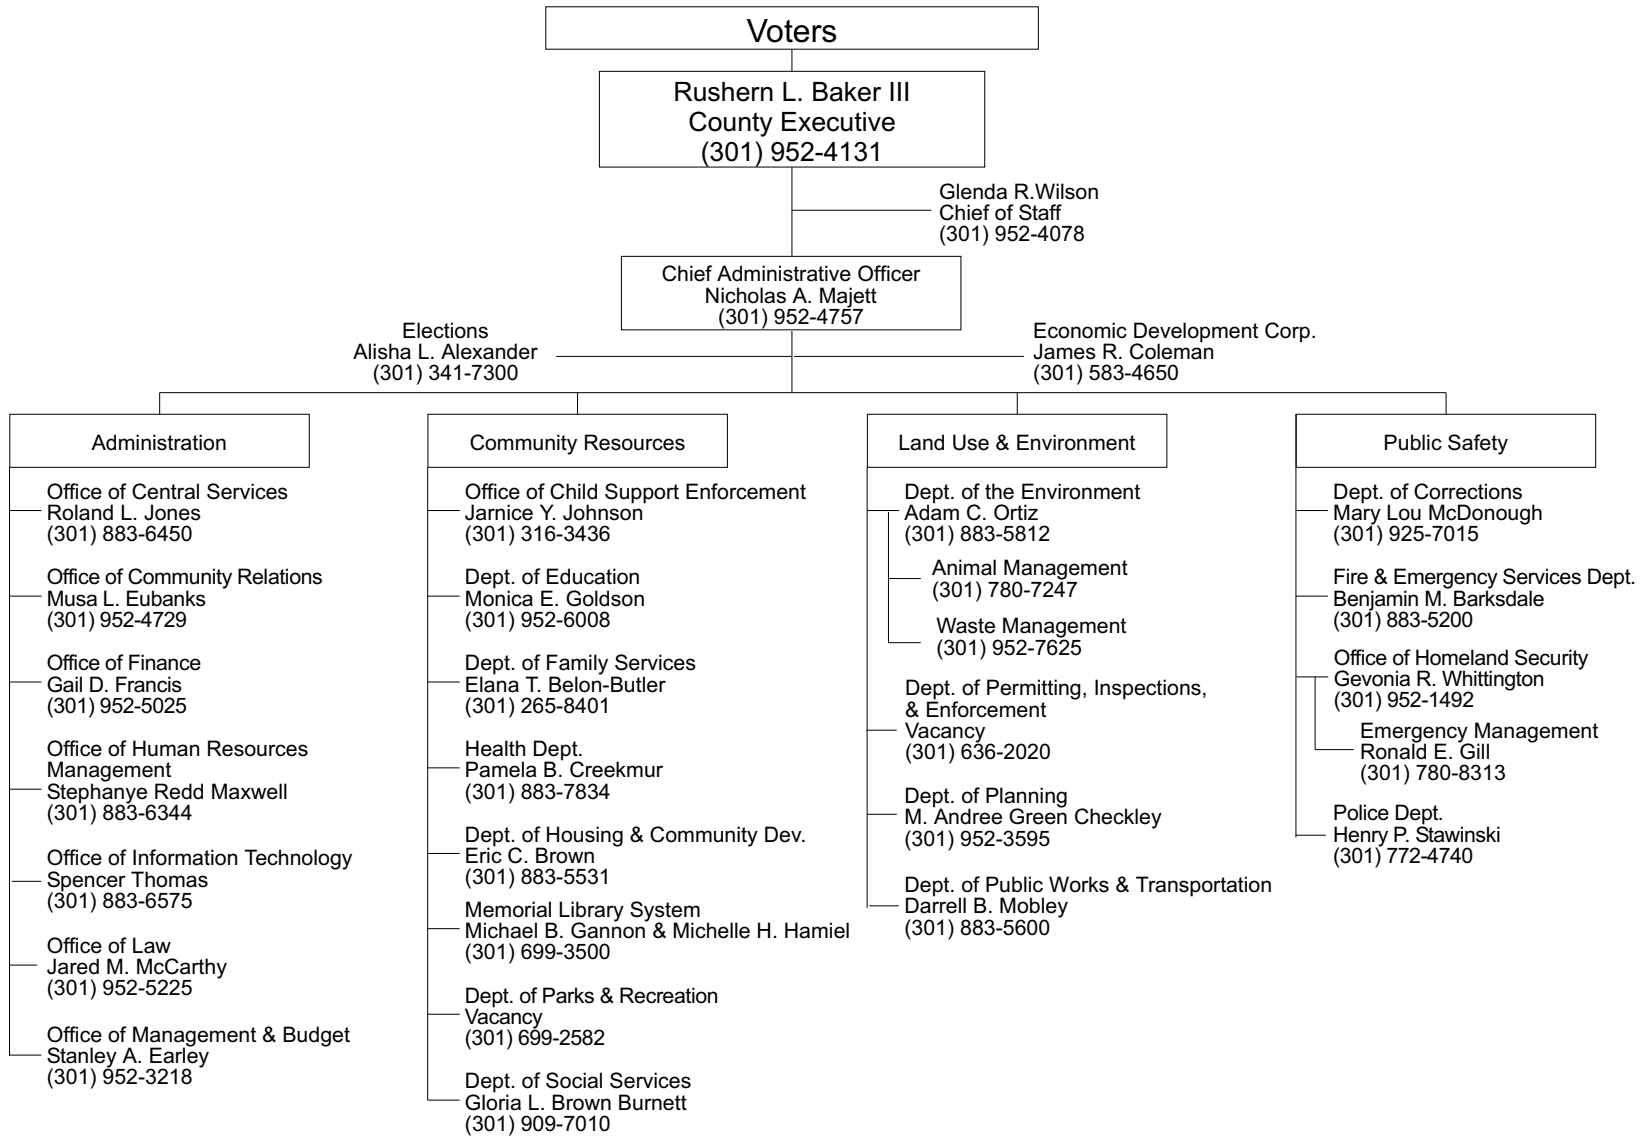 Voters
Rushern L. Baker III
County Executive
(301) 952-4131
Glenda R.Wilson
Chief of Staff
(301) 952-4078
Chief Administrative Officer
Nicholas A. Majett
(301) 952-4757
Elections
Alisha L. Alexander
(301) 341-7300
Economic Development Corp.
James R. Coleman
(301) 583-4650
Administration
Office of Central Services
Roland L. Jones
(301) 883-6450
Office of Community Relations
Musa L. Eubanks
(301) 952-4729
Office of Finance
Gail D. Francis
(301) 952-5025
Office of Human Resources
Management
Stephanye Redd Maxwell
(301) 883-6344
Office of Information Technology
Spencer Thomas
(301) 883-6575
Office of Law
Jared M. McCarthy
(301) 952-5225
Office of Management & Budget
Stanley A. Earley
(301) 952-3218
Community Resources
Office of Child Support Enforcement
Jarnice Y. Johnson
(301) 316-3436
Dept. of Education
Monica E. Goldson
(301) 952-6008
Dept. of Family Services
Elana T. Belon-Butler
(301) 265-8401
Health Dept.
Pamela B. Creekmur
(301) 883-7834
Dept. of Housing & Community Dev.
Eric C. Brown
(301) 883-5531
Memorial Library System
Michael B. Gannon & Michelle H. Hamiel
(301) 699-3500
Dept. of Parks & Recreation
Vacancy
(301) 699-2582
Dept. of Social Services
Gloria L. Brown Burnett
(301) 909-7010
Land Use & Environment
Dept. of the Environment
Adam C. Ortiz
(301) 883-5812
Animal Management
(301) 780-7247
Waste Management
(301) 952-7625
Dept. of Permitting, Inspections,
& Enforcement
Vacancy
(301) 636-2020
Dept. of Planning
M. Andree Green Checkley
(301) 952-3595
Dept. of Public Works & Transportation
Darrell B. Mobley
(301) 883-5600
Public Safety
Dept. of Corrections
Mary Lou McDonough
(301) 925-7015
Fire & Emergency Services Dept.
Benjamin M. Barksdale
(301) 883-5200
Office of Homeland Security
Gevonia R. Whittington
(301) 952-1492
Emergency Management
Ronald E. Gill
(301) 780-8313
Police Dept.
Henry P. Stawinski
(301) 772-4740